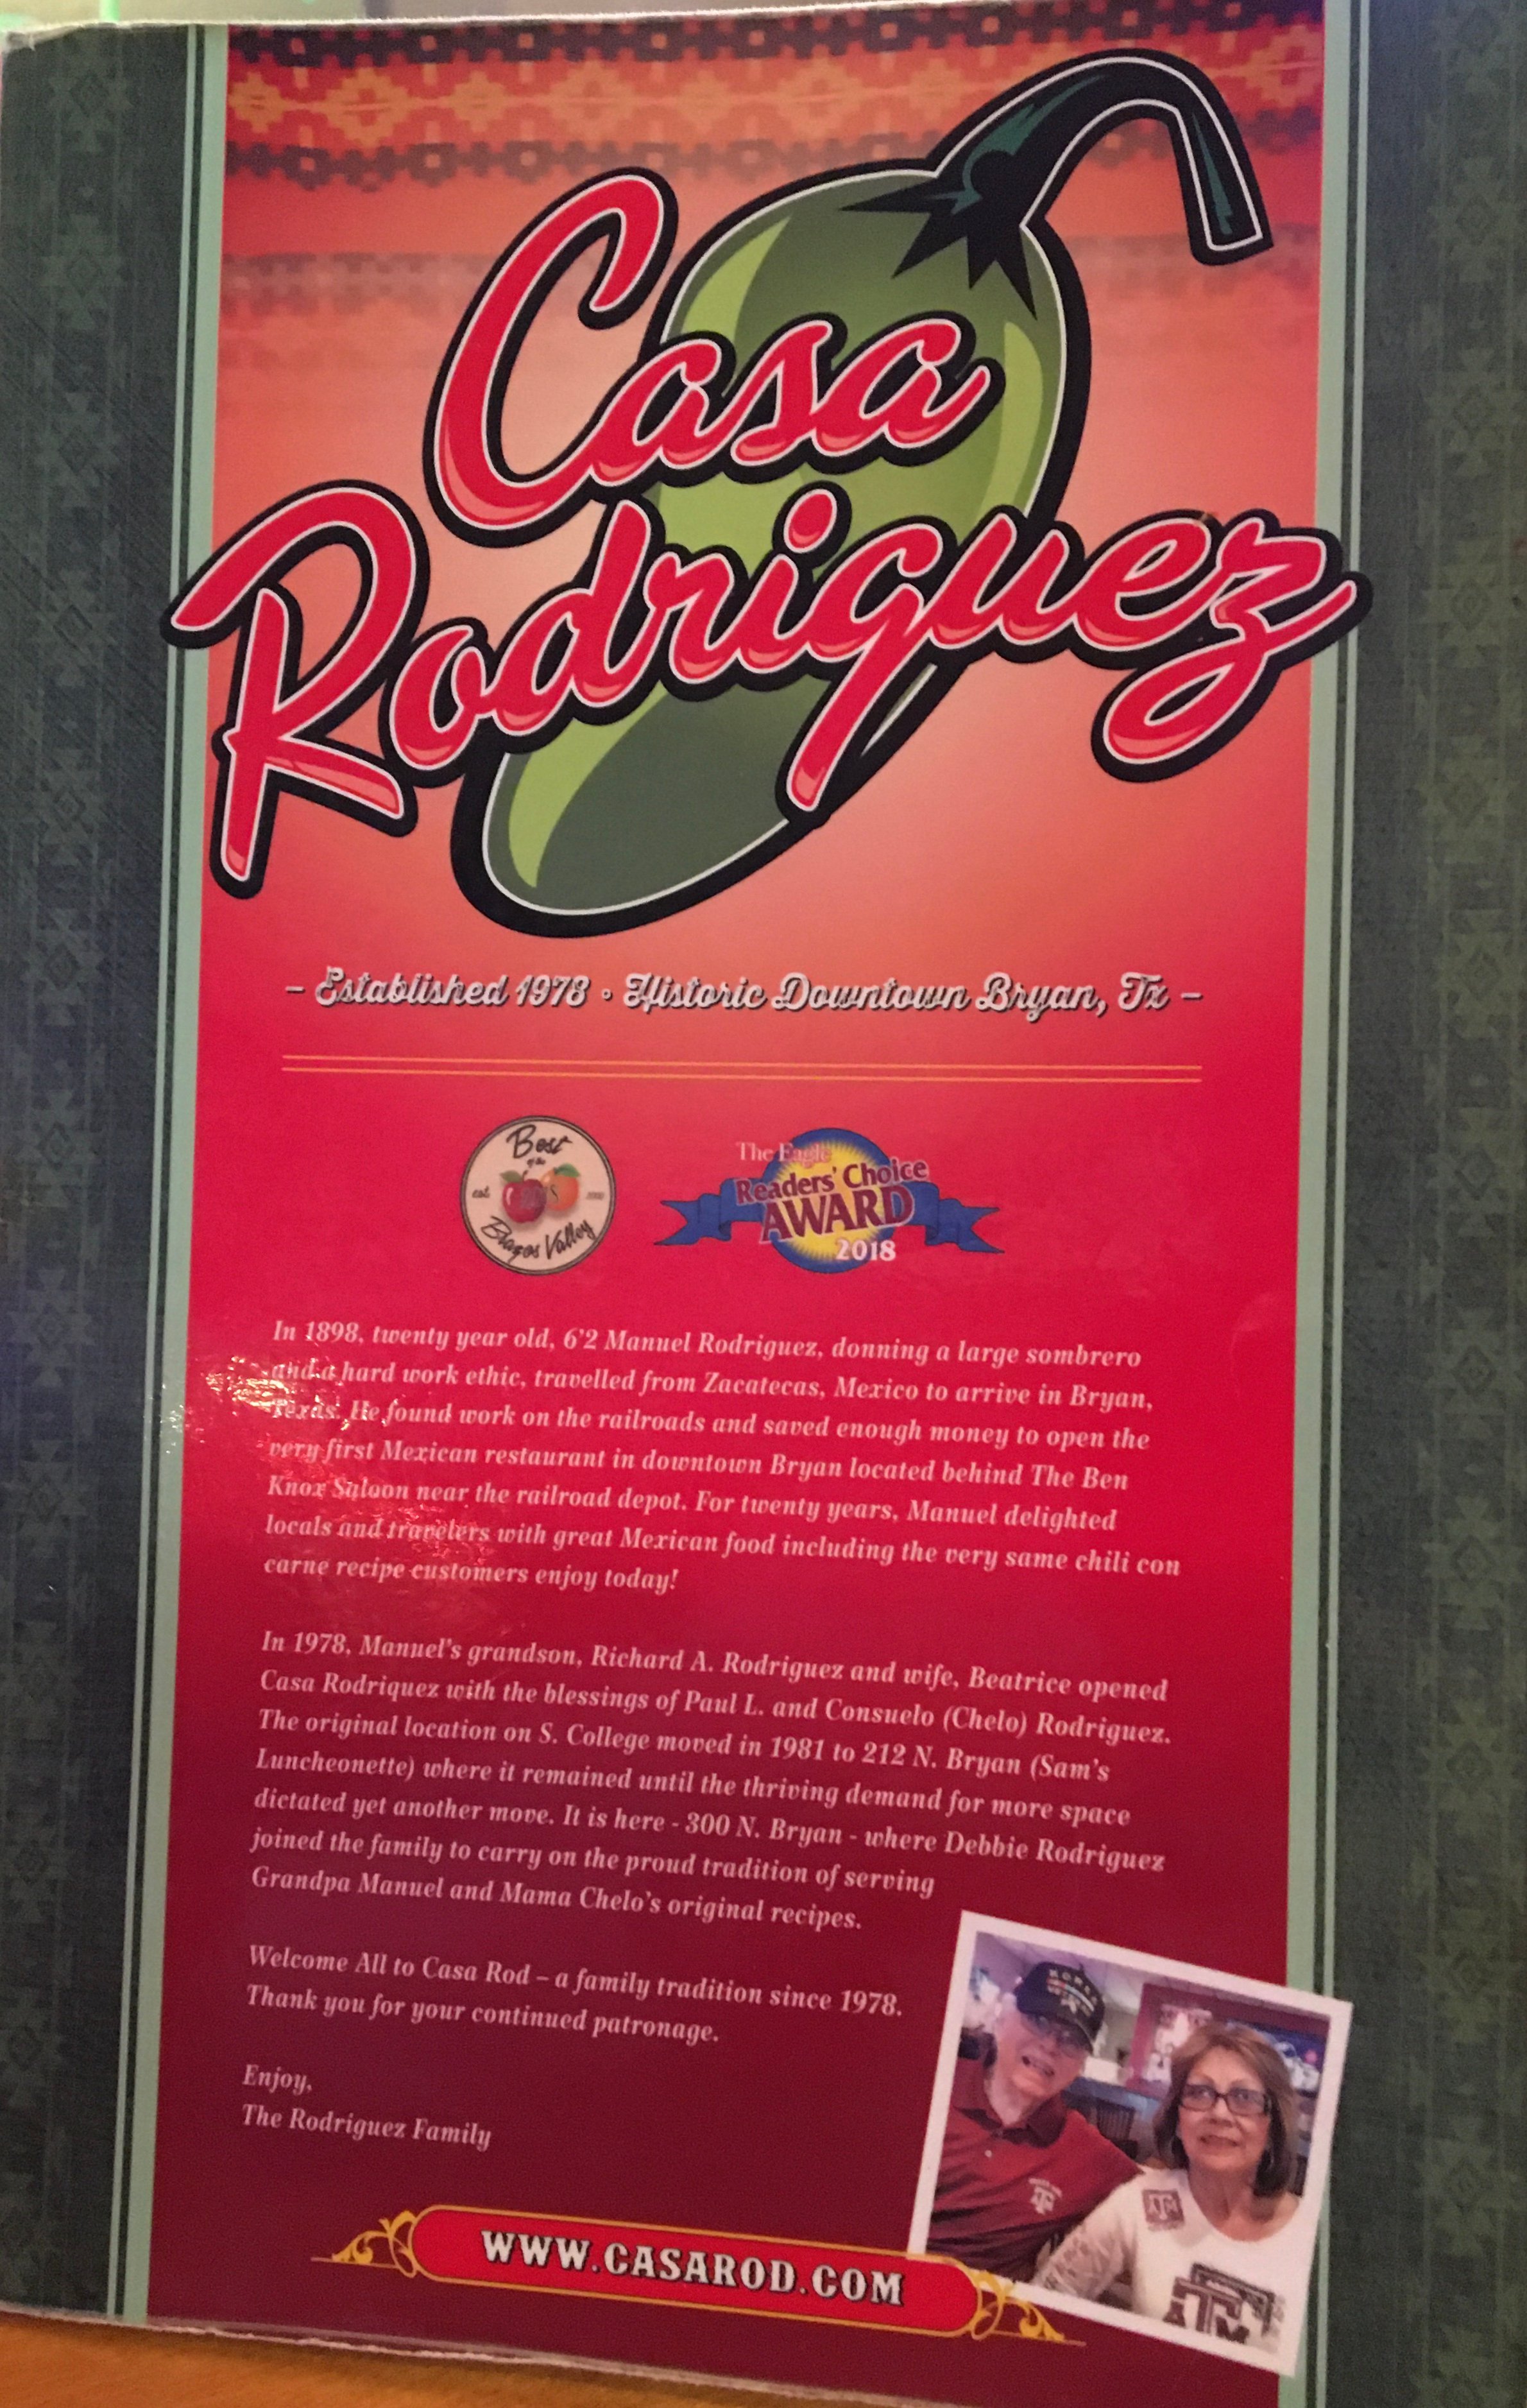 Casa
Rodriguez
– Established 1978 • Historic Downtown Bryan, Tx –
Best
of the
est.
Brazos Valley
The Eagle
Readers' Choice
AWARD
2018
In 1898, twenty year old, 6'2 Manuel Rodriguez, donning a large sombrero
and a hard work ethic, travelled from Zacatecas, Mexico to arrive in Bryan,
Texas. He found work on the railroads and saved enough money to open the
very first Mexican restaurant in downtown Bryan located behind The Ben
Knox Saloon near the railroad depot. For twenty years, Manuel delighted
locals and travelers with great Mexican food including the very same chili con
carne recipe customers enjoy today!
In 1978, Manuel's grandson, Richard A. Rodriguez and wife, Beatrice opened
Casa Rodriquez with the blessings of Paul L. and Consuelo (Chelo) Rodriguez.
The original location on S. College moved in 1981 to 212 N. Bryan (Sam's
Luncheonette) where it remained until the thriving demand for more space
dictated yet another move. It is here - 300 N. Bryan - where Debbie Rodriguez
joined the family to carry on the proud tradition of serving
Grandpa Manuel and Mama Chelo's original recipes.
Welcome All to Casa Rod – a family tradition since 1978.
Thank you for your continued patronage.
Enjoy,
The Rodriguez Family
KOREA
VETERAN
ATM
ATM
ATM
WWW.CASAROD.COM